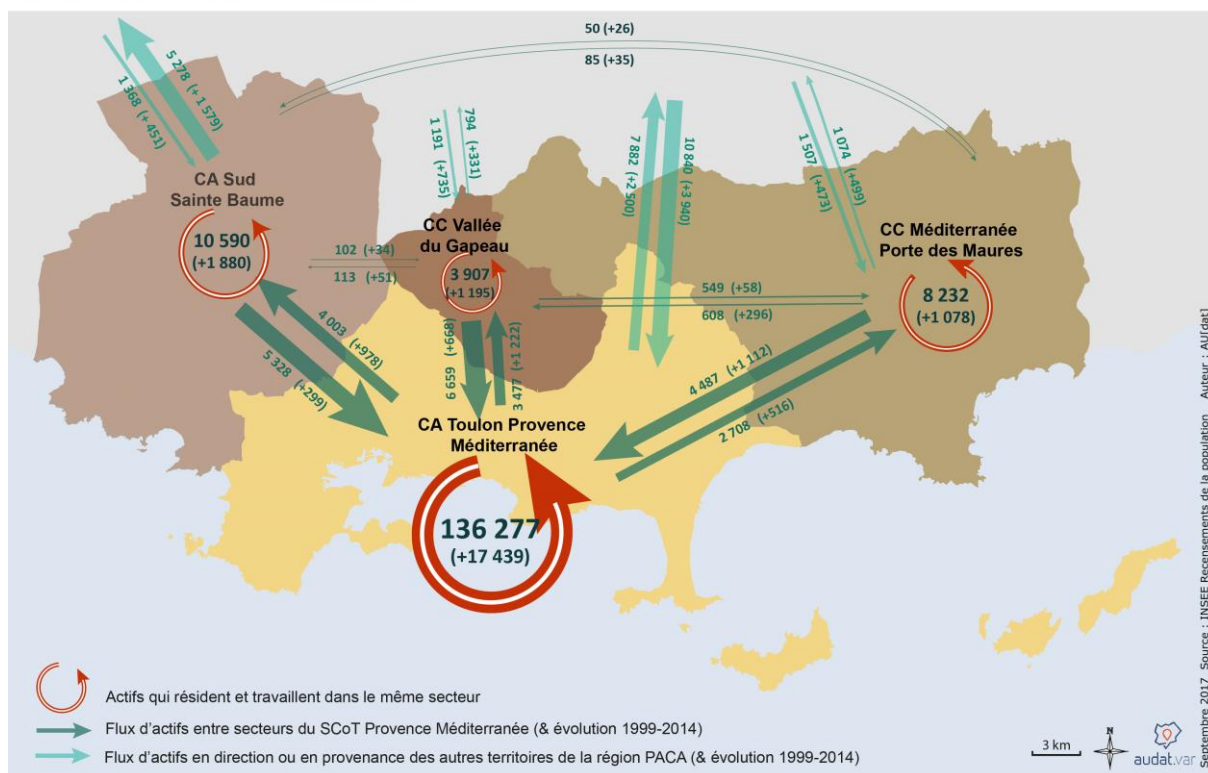 50 (+26)
85 (+35)
5 278 (+ 1 579)
1 368 (+ 451)
794 (+331)
1 191 (+735)
7 882 (+2 500)
10 840 (+3 940)
1 074 (+499)
1 507 (+473)
CA Sud
Sainte Baume
10 590
(+1 880)
CC Vallée
du Gapeau
3 907
(+1 195)
CC Méditerranée
Porte des Maures
8 232
(+1 078)
102 (+34)
113 (+51)
549 (+58)
608 (+296)
4 003 (+978)
5 328 (+299)
6 659 (+668)
3 477 (+1 222)
4 487 (+1 112)
2 708 (+516)
CA Toulon Provence
Méditerranée
136 277
(+17 439)
Actifs qui résident et travaillent dans le même secteur
Flux d'actifs entre secteurs du SCoT Provence Méditerranée (& évolution 1999-2014)
Flux d'actifs en direction ou en provenance des autres territoires de la région PACA (& évolution 1999-2014)
3 km
N
audat.var
Septembre 2017 Source : INSEE Recensements de la population Auteur : AU[dat]